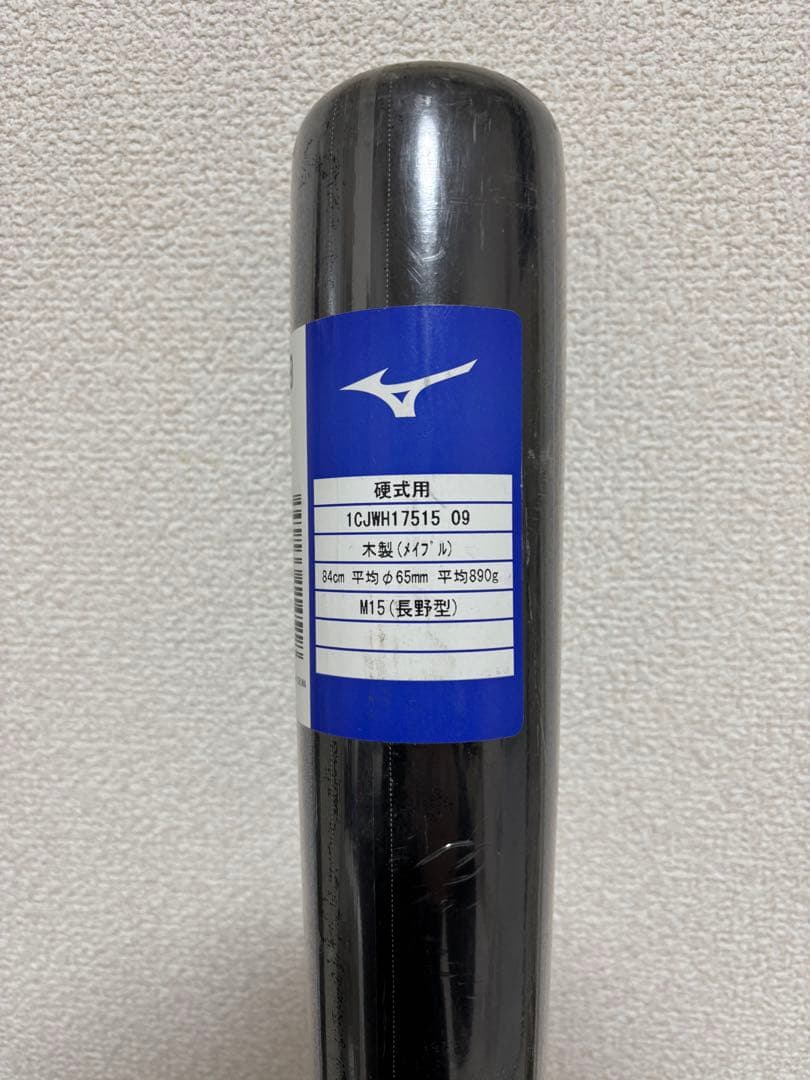 硬式用
1CJWH17515 09
木製(ﾒｲﾌﾟﾙ)
84cm 平均φ65mm 平均890g
M15(長野型)